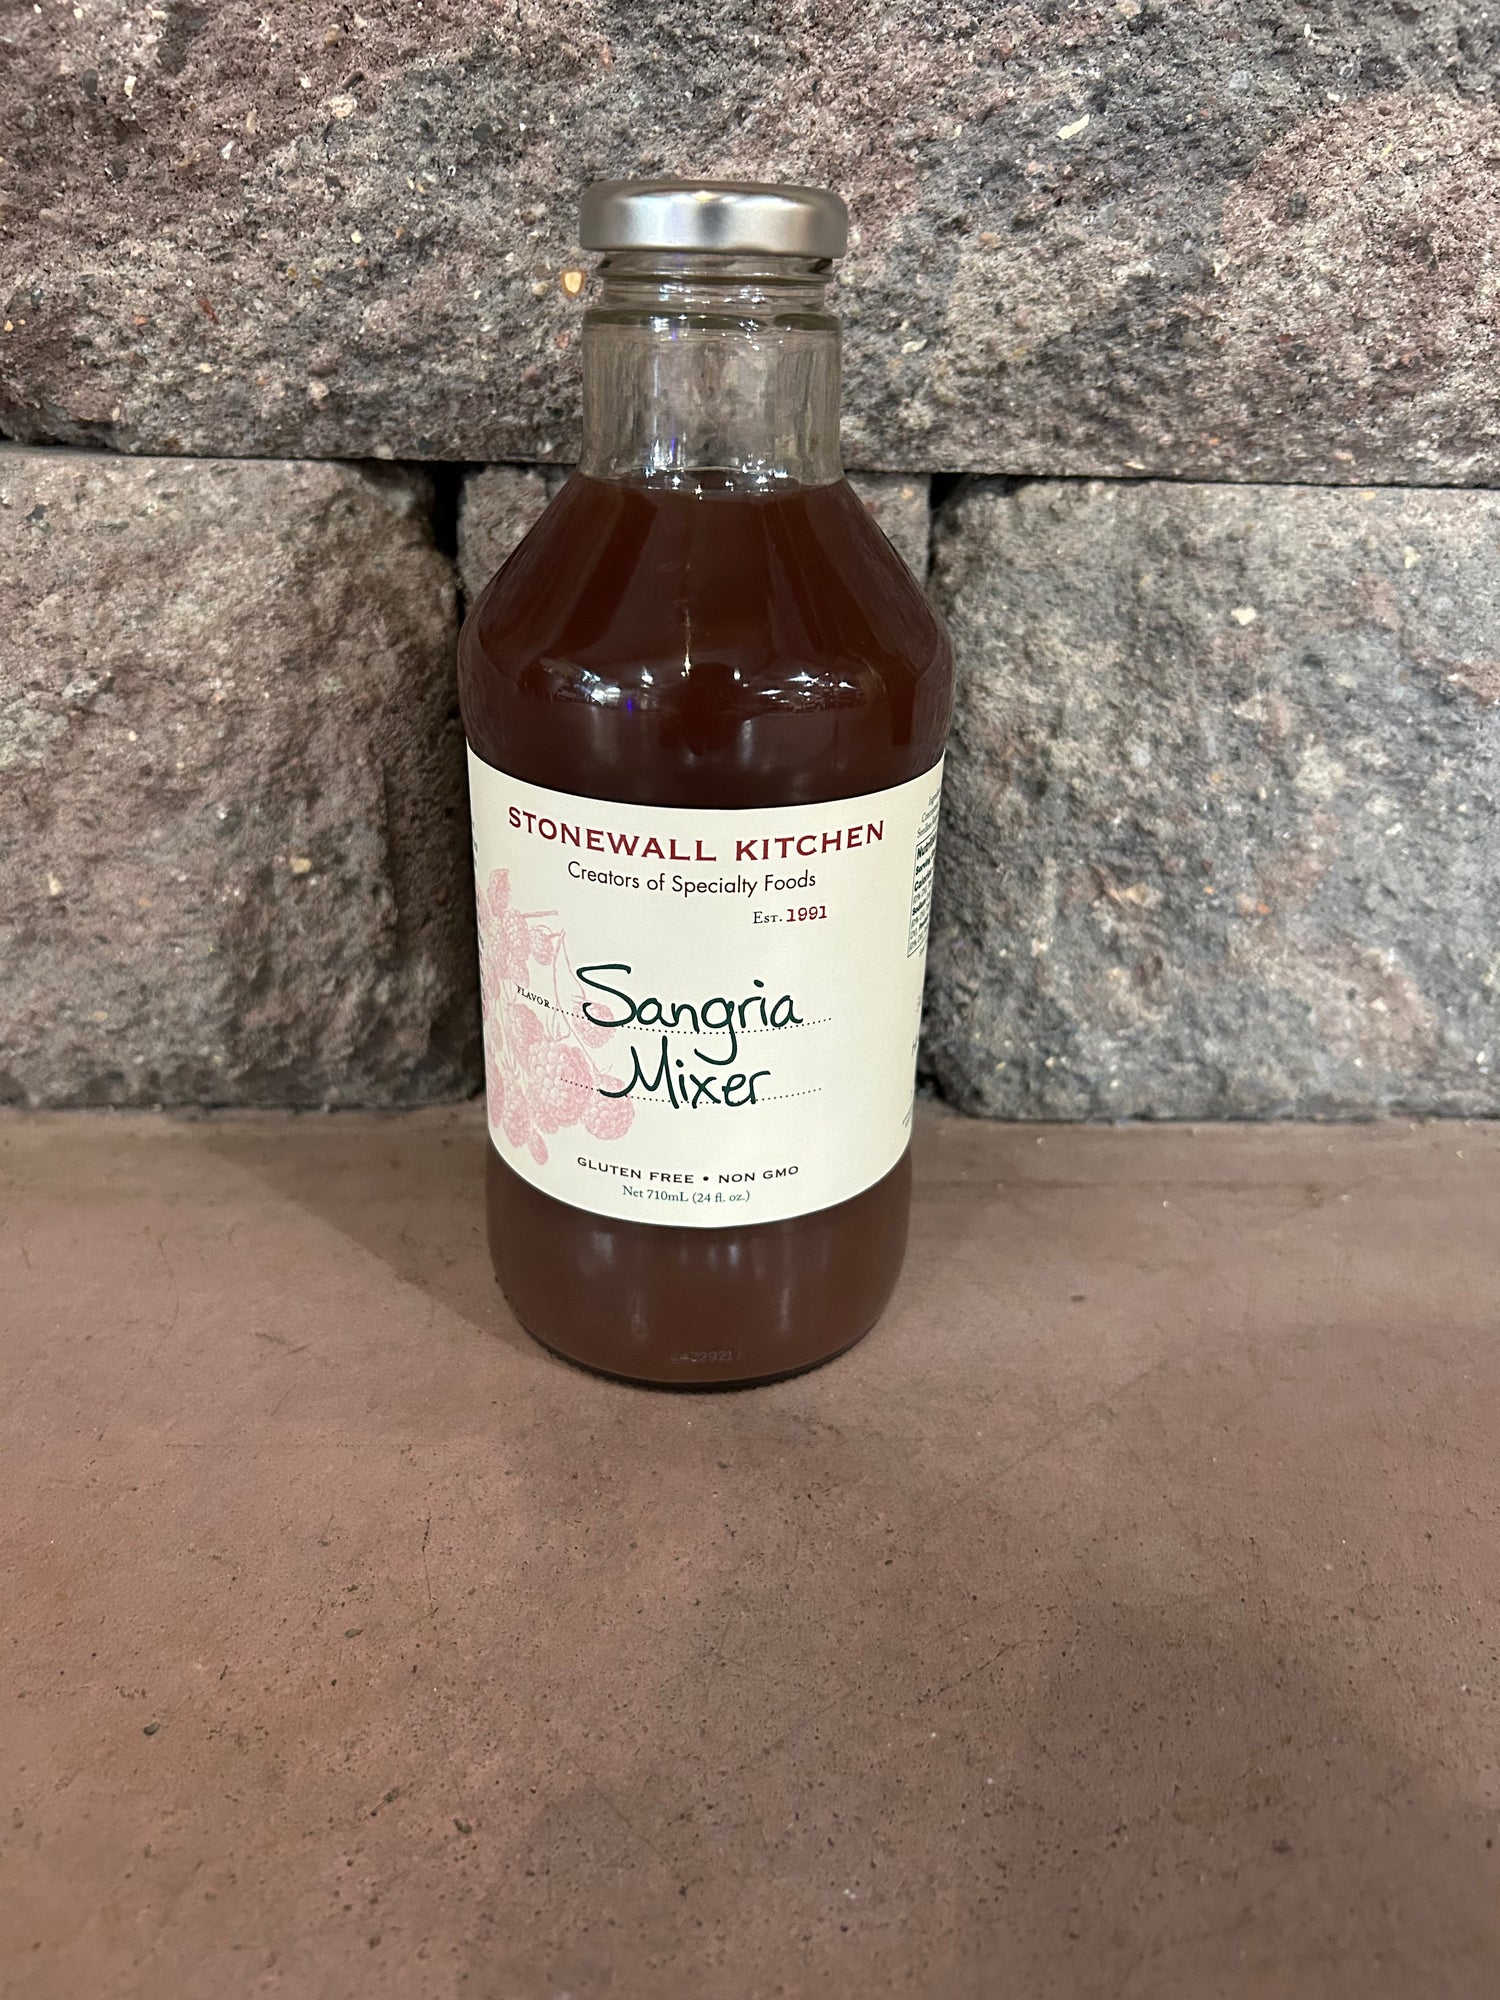 STONEWALL KITCHEN
Creators of Specialty Foods
EST. 1991
FLAVOR
Sangria
Mixer
GLUTEN FREE • NON GMO
Net 710mL (24 fl. oz.)